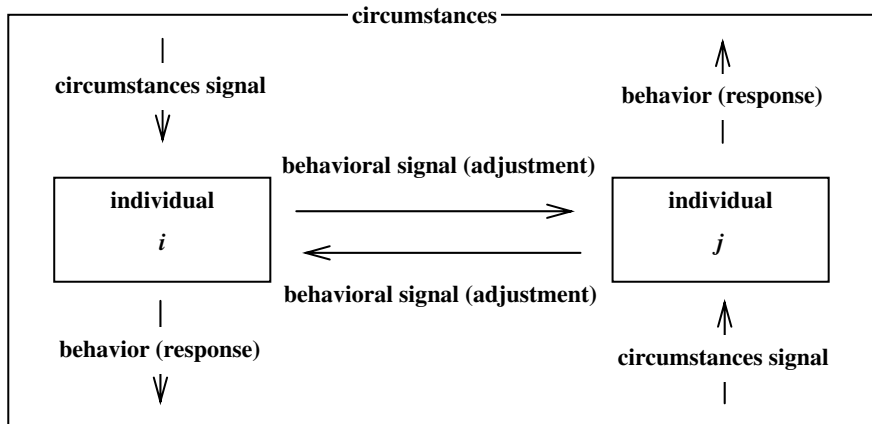 circumstances
circumstances signal
behavior (response)
behavioral signal (adjustment)
individual
i
individual
j
behavioral signal (adjustment)
behavior (response)
circumstances signal